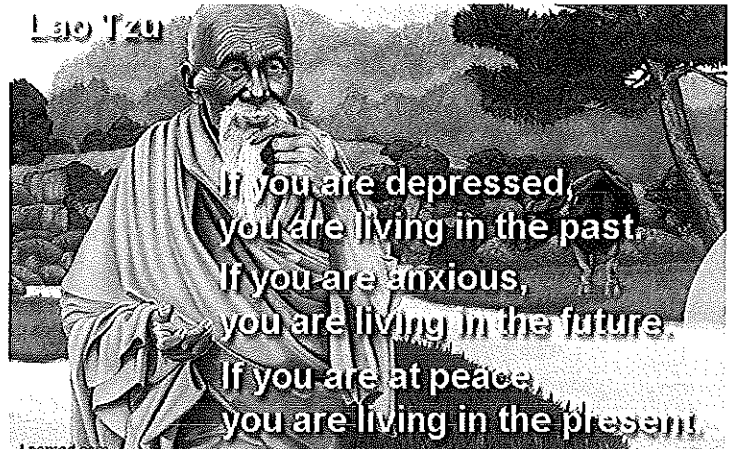 Lao Tzu
If you are depressed,
you are living in the past.
If you are anxious,
you are living in the future.
If you are at peace,
you are living in the present.